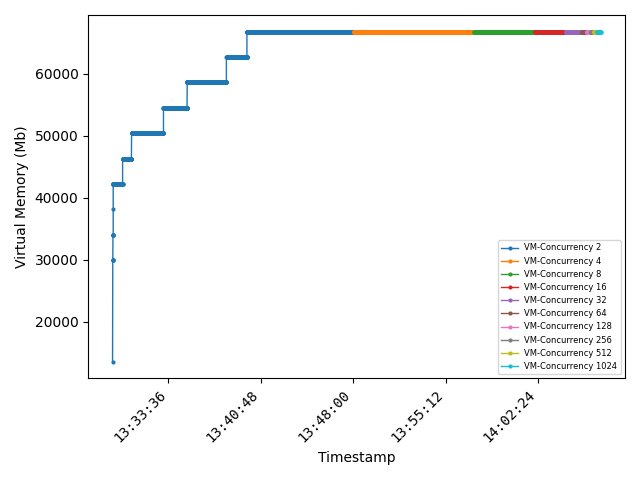 60000
50000
40000
30000
20000
Virtual Memory (Mb)
VM-Concurrency 2
VM-Concurrency 4
VM-Concurrency 8
VM-Concurrency 16
VM-Concurrency 32
VM-Concurrency 64
VM-Concurrency 128
VM-Concurrency 256
VM-Concurrency 512
VM-Concurrency 1024
13:33:36
13:40:48
13:48:00
13:55:12
14:02:24
Timestamp